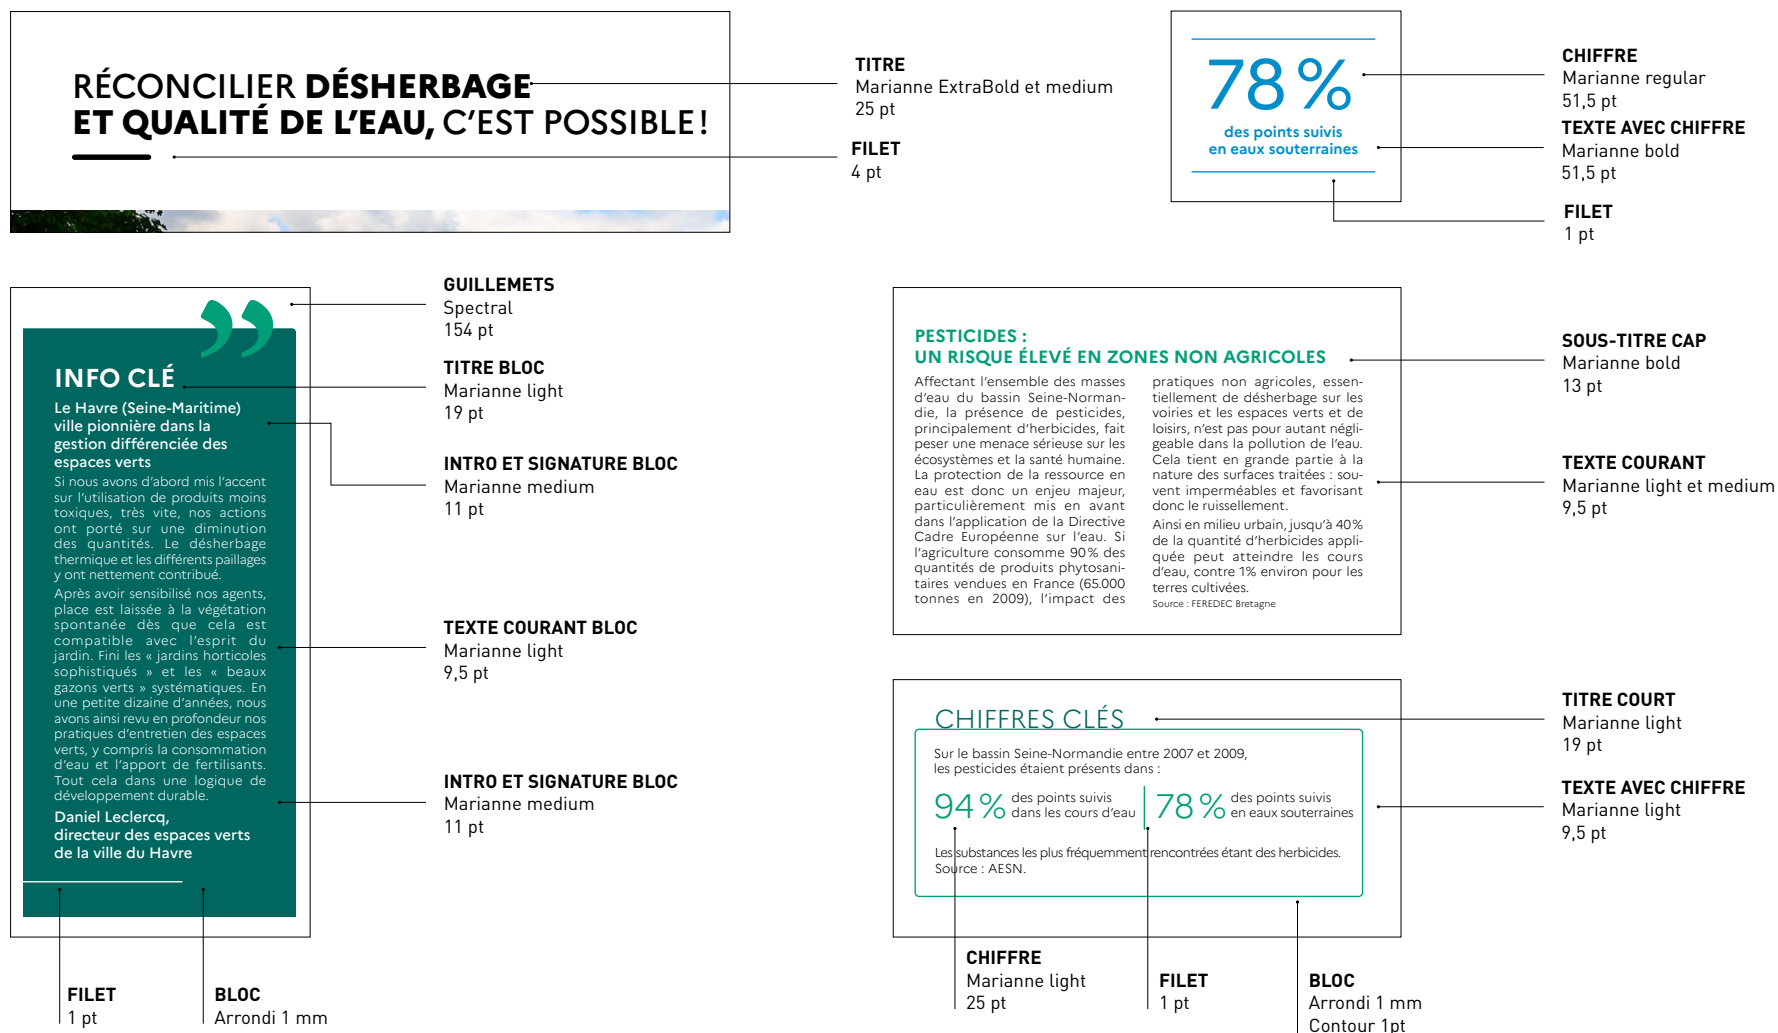 RÉCONCILIER DÉSHERBAGE
ET QUALITÉ DE L'EAU, C'EST POSSIBLE !
TITRE
Marianne ExtraBold et medium
25 pt
FILET
4 pt
78 %
des points suivis
en eaux souterraines
CHIFFRE
Marianne regular
51,5 pt
TEXTE AVEC CHIFFRE
Marianne bold
51,5 pt
FILET
1 pt
”
INFO CLÉ
Le Havre (Seine-Maritime)
ville pionnière dans la
gestion différenciée des
espaces verts
Si nous avons d'abord mis l'accent
sur l'utilisation de produits moins
toxiques, très vite, nos actions
ont porté sur une diminution
des quantités. Le désherbage
thermique et les différents paillages
y ont nettement contribué.
Après avoir sensibilisé nos agents,
place est laissée à la végétation
spontanée dès que cela est
compatible avec l'esprit du
jardin. Fini les « jardins horticoles
sophistiqués » et les « beaux
gazons verts » systématiques. En
une petite dizaine d'années, nous
avons ainsi revu en profondeur nos
pratiques d'entretien des espaces
verts, y compris la consommation
d'eau et l'apport de fertilisants.
Tout cela dans une logique de
développement durable.
Daniel Leclercq,
directeur des espaces verts
de la ville du Havre
GUILLEMETS
Spectral
154 pt
TITRE BLOC
Marianne light
19 pt
INTRO ET SIGNATURE BLOC
Marianne medium
11 pt
TEXTE COURANT BLOC
Marianne light
9,5 pt
INTRO ET SIGNATURE BLOC
Marianne medium
11 pt
FILET
1 pt
BLOC
Arrondi 1 mm
PESTICIDES :
UN RISQUE ÉLEVÉ EN ZONES NON AGRICOLES
Affectant l'ensemble des masses
d'eau du bassin Seine-Norman-
die, la présence de pesticides,
principalement d'herbicides, fait
peser une menace sérieuse sur les
écosystèmes et la santé humaine.
La protection de la ressource en
eau est donc un enjeu majeur,
particulièrement mis en avant
dans l'application de la Directive
Cadre Européenne sur l'eau. Si
l'agriculture consomme 90 % des
quantités de produits phytosani-
taires vendues en France (65.000
tonnes en 2009), l'impact des
pratiques non agricoles, essen-
tiellement de désherbage sur les
voiries et les espaces verts et de
loisirs, n'est pas pour autant négli-
geable dans la pollution de l'eau.
Cela tient en grande partie à la
nature des surfaces traitées : sou-
vent imperméables et favorisant
donc le ruissellement.
Ainsi en milieu urbain, jusqu'à 40 %
de la quantité d'herbicides appli-
quée peut atteindre les cours
d'eau, contre 1% environ pour les
terres cultivées.
Source : FEREDEC Bretagne
SOUS-TITRE CAP
Marianne bold
13 pt
TEXTE COURANT
Marianne light et medium
9,5 pt
CHIFFRES CLÉS
Sur le bassin Seine-Normandie entre 2007 et 2009,
les pesticides étaient présents dans :
94 % des points suivis
dans les cours d'eau
78 % des points suivis
en eaux souterraines
Les substances les plus fréquemment rencontrées étant des herbicides.
Source : AESN.
TITRE COURT
Marianne light
19 pt
TEXTE AVEC CHIFFRE
Marianne light
9,5 pt
CHIFFRE
Marianne light
25 pt
FILET
1 pt
BLOC
Arrondi 1 mm
Contour 1pt